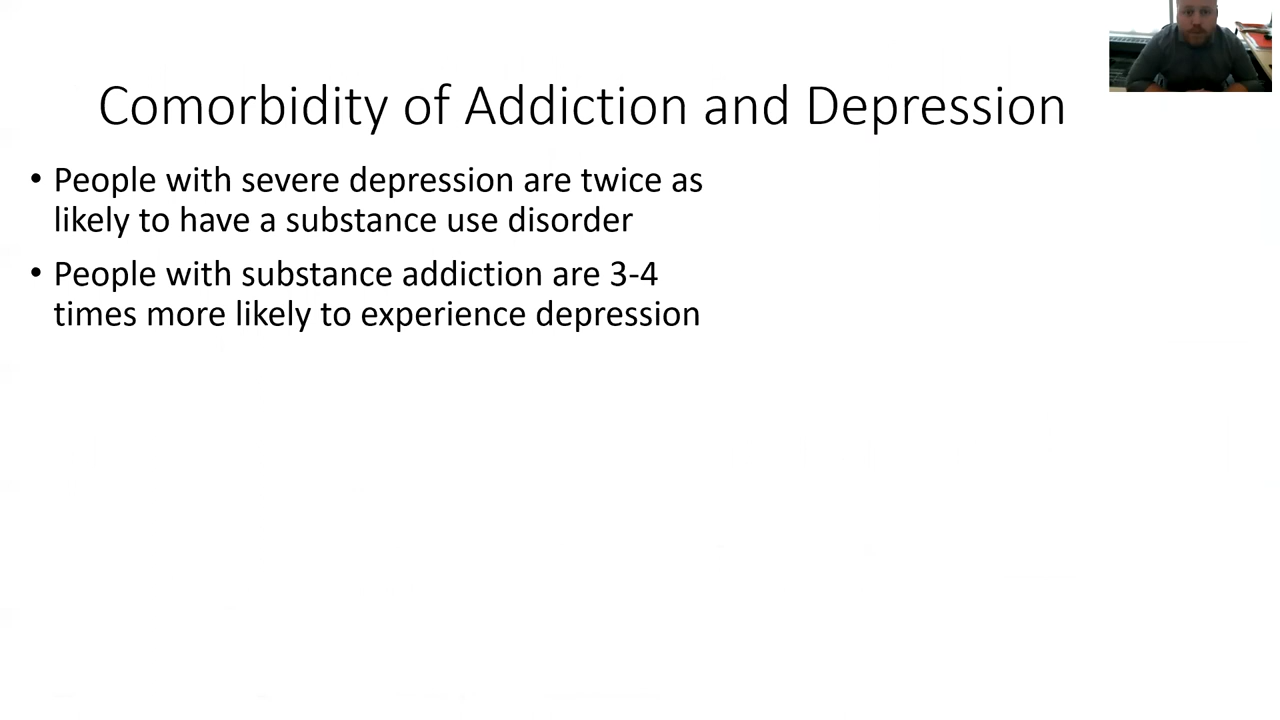 Comorbidity of Addiction and Depression
• People with severe depression are twice as
likely to have a substance use disorder
• People with substance addiction are 3-4
times more likely to experience depression